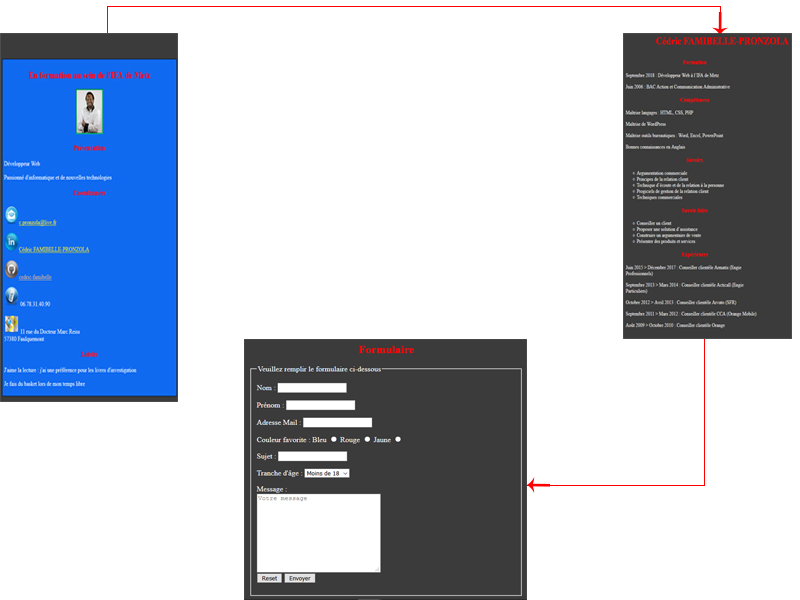 En formation au sein de l'IFA de Metz
Développeur Web
Passionné d'informatique et de nouvelles technologies
c.pronzola@live.fr
Cédric FAMIBELLE-PRONZOLA
cedric-famibelle
06.78.31.40.90
11 rue du Docteur Marc Reiss
57380 Faulquemont
J'aime la lecture : j'ai une préférence pour les livres d'investigation
Je fais du basket lors de mon temps libre
Cédric FAMIBELLE-PRONZOLA
Formation
Septembre 2018 : Développeur Web à l'IFA de Metz
Juin 2006 : BAC Action et Communication Administrative
Compétences
Maîtrise langages : HTML, CSS, PHP
Maîtrise de WordPress
Maîtrise outils bureautiques : Word, Excel, PowerPoint
Bonnes connaissances en Anglais
Savoirs
Argumentation commerciale
Principes de la relation client
Technique d'écoute et de la relation à la personne
Progiciels de gestion de la relation client
Techniques commerciales
Savoir-faire
Conseiller un client
Proposer une solution d'assistance
Construire un argumentaire de vente
Présenter des produits et services
Expérience
Juin 2015 > Décembre 2017 : Conseiller clientèle Armatis (Engie
Professionnels)
Septembre 2013 > Mars 2014 : Conseiller clientèle Acticall (Engie
Particuliers)
Octobre 2012 > Avril 2013 : Conseiller clientèle Arvato (SFR)
Septembre 2011 > Mars 2012 : Conseiller clientèle CCA (Orange Mobile)
Août 2009 > Octobre 2010 : Conseiller clientèle Orange
Formulaire
Veuillez remplir le formulaire ci-dessous
Nom :
Prénom :
Adresse Mail :
Couleur favorite : Bleu Rouge Jaune
Sujet :
Tranche d'âge : Moins de 18
Message :
Votre message
Reset Envoyer